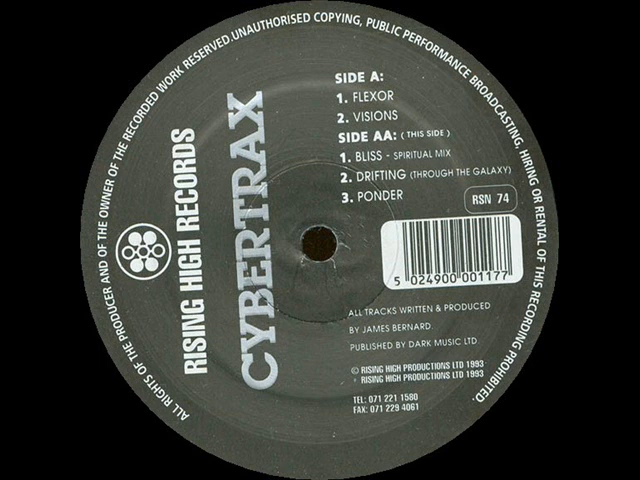 ALL RIGHTS OF THE PRODUCER AND OF THE OWNER OF THE RECORDED WORK RESERVED.UNAUTHORISED COPYING, PUBLIC PERFORMANCE BROADCASTING, HIRING OR RENTAL OF THIS RECORDING PROHIBITED.
RISING HIGH RECORDS
CYBERTRAX
SIDE A:
1. FLEXOR
2. VISIONS
SIDE AA: (THIS SIDE)
1. BLISS - SPIRITUAL MIX
2. DRIFTING (THROUGH THE GALAXY)
3. PONDER
RSN 74
5 024900 001177
ALL TRACKS WRITTEN & PRODUCED
BY JAMES BERNARD.
PUBLISHED BY DARK MUSIC LTD.
© RISING HIGH PRODUCTIONS LTD 1993
RISING HIGH PRODUCTIONS LTD 1993
TEL: 071 221 1580
FAX: 071 229 4061